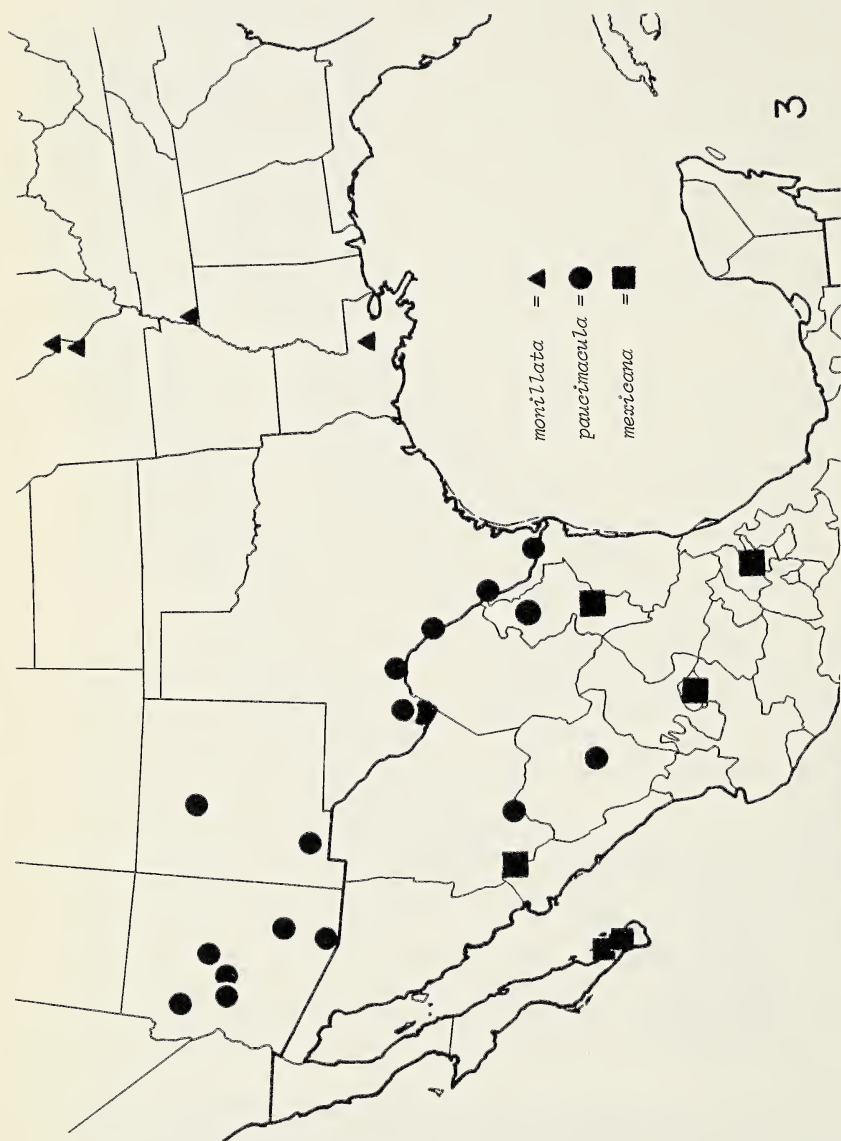 monillata = ▲
paucimacula = ●
mexicana = ■
3